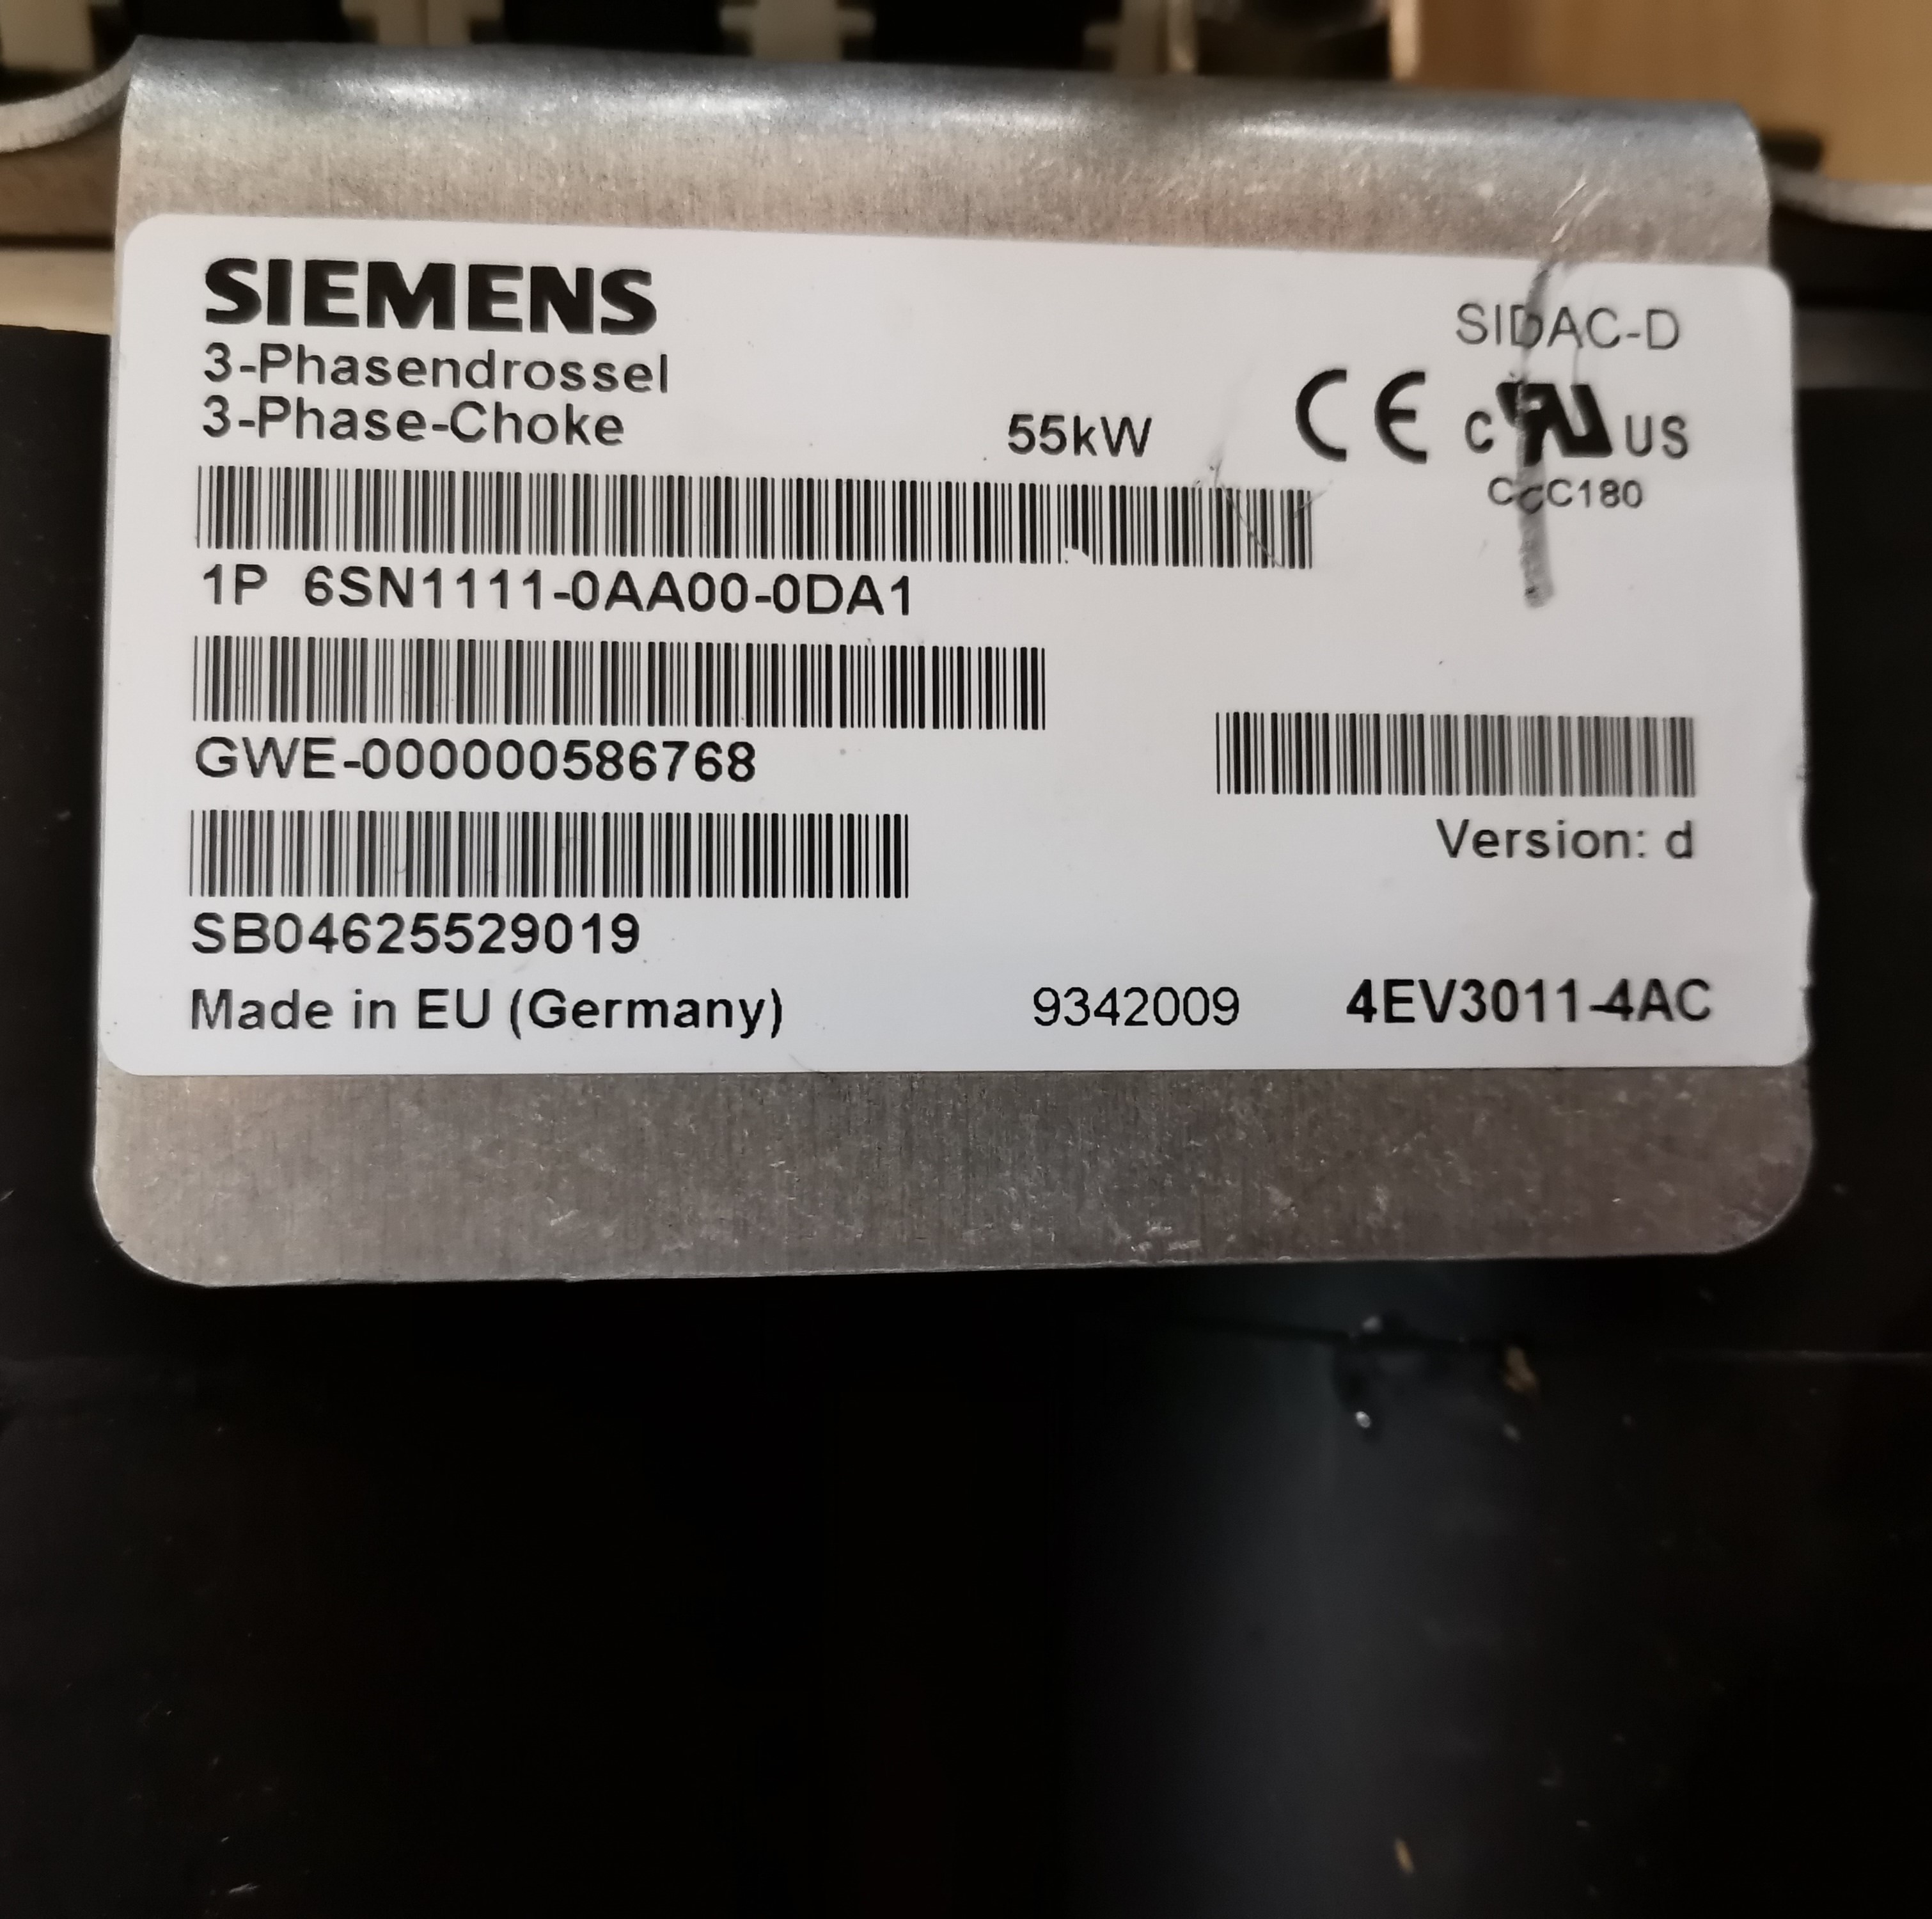 SIEMENS
SIDAC-D
3-Phasendrossel
3-Phase-Choke
55kW
CE c UR US
CCC180
1P 6SN1111-0AA00-0DA1
GWE-000000586768
Version: d
SB04625529019
Made in EU (Germany)
9342009
4EV3011-4AC